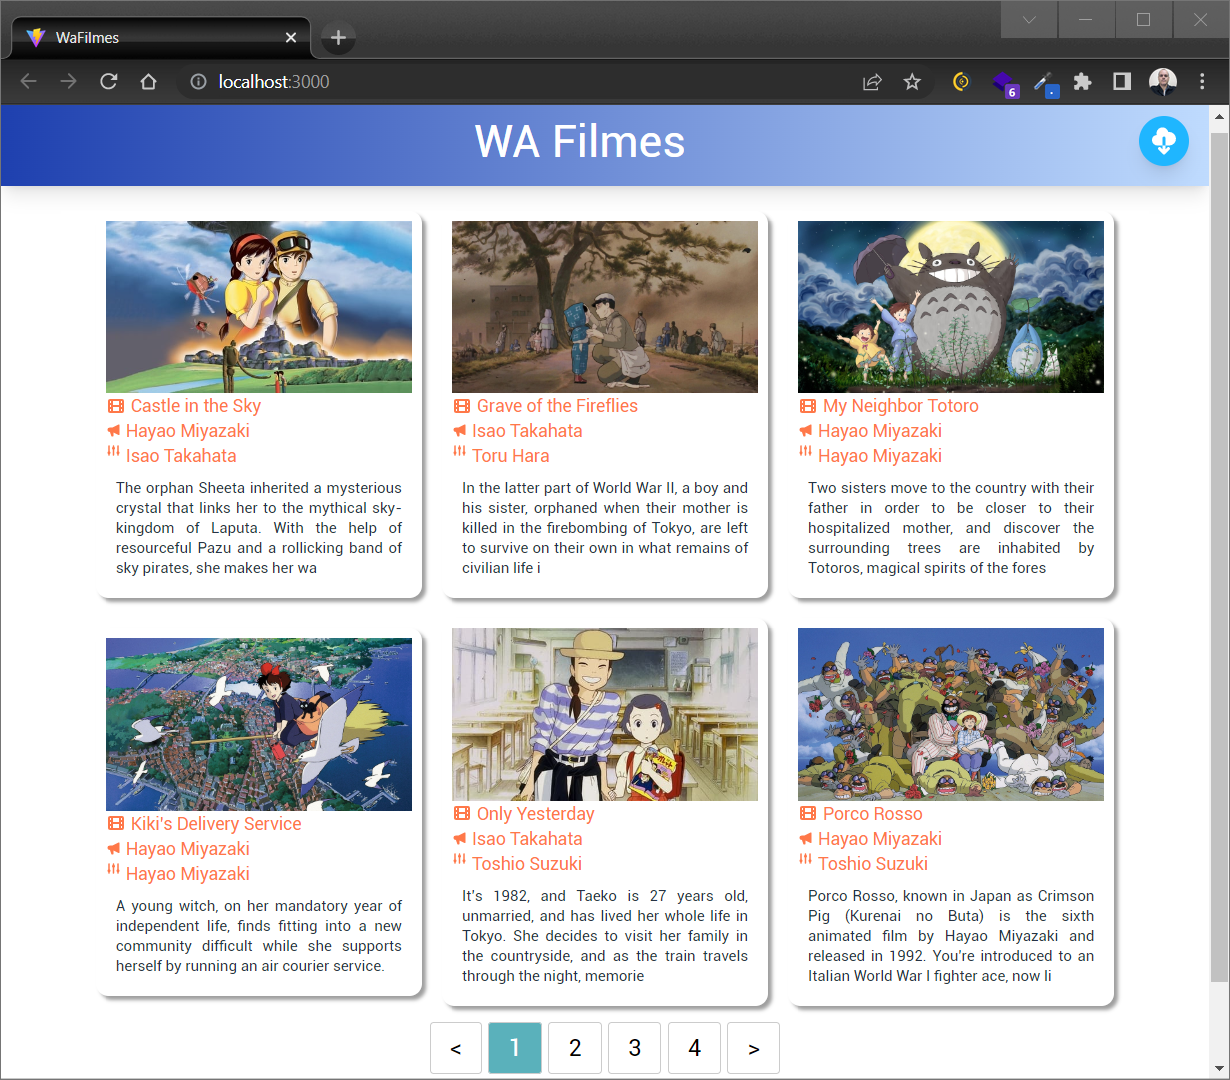 WaFilmes
localhost:3000
6
WA Filmes
Castle in the Sky
Hayao Miyazaki
Isao Takahata
The orphan Sheeta inherited a mysterious
crystal that links her to the mythical sky-
kingdom of Laputa. With the help of
resourceful Pazu and a rollicking band of
sky pirates, she makes her wa
Grave of the Fireflies
Isao Takahata
Toru Hara
In the latter part of World War II, a boy and
his sister, orphaned when their mother is
killed in the firebombing of Tokyo, are left
to survive on their own in what remains of
civilian life i
My Neighbor Totoro
Hayao Miyazaki
Hayao Miyazaki
Two sisters move to the country with their
father in order to be closer to their
hospitalized mother, and discover the
surrounding trees are inhabited by
Totoros, magical spirits of the fores
Kiki's Delivery Service
Hayao Miyazaki
Hayao Miyazaki
A young witch, on her mandatory year of
independent life, finds fitting into a new
community difficult while she supports
herself by running an air courier service.
Only Yesterday
Isao Takahata
Toshio Suzuki
It's 1982, and Taeko is 27 years old,
unmarried, and has lived her whole life in
Tokyo. She decides to visit her family in
the countryside, and as the train travels
through the night, memorie
Porco Rosso
Hayao Miyazaki
Toshio Suzuki
Porco Rosso, known in Japan as Crimson
Pig (Kurenai no Buta) is the sixth
animated film by Hayao Miyazaki and
released in 1992. You're introduced to an
Italian World War I fighter ace, now li
< 1 2 3 4 >